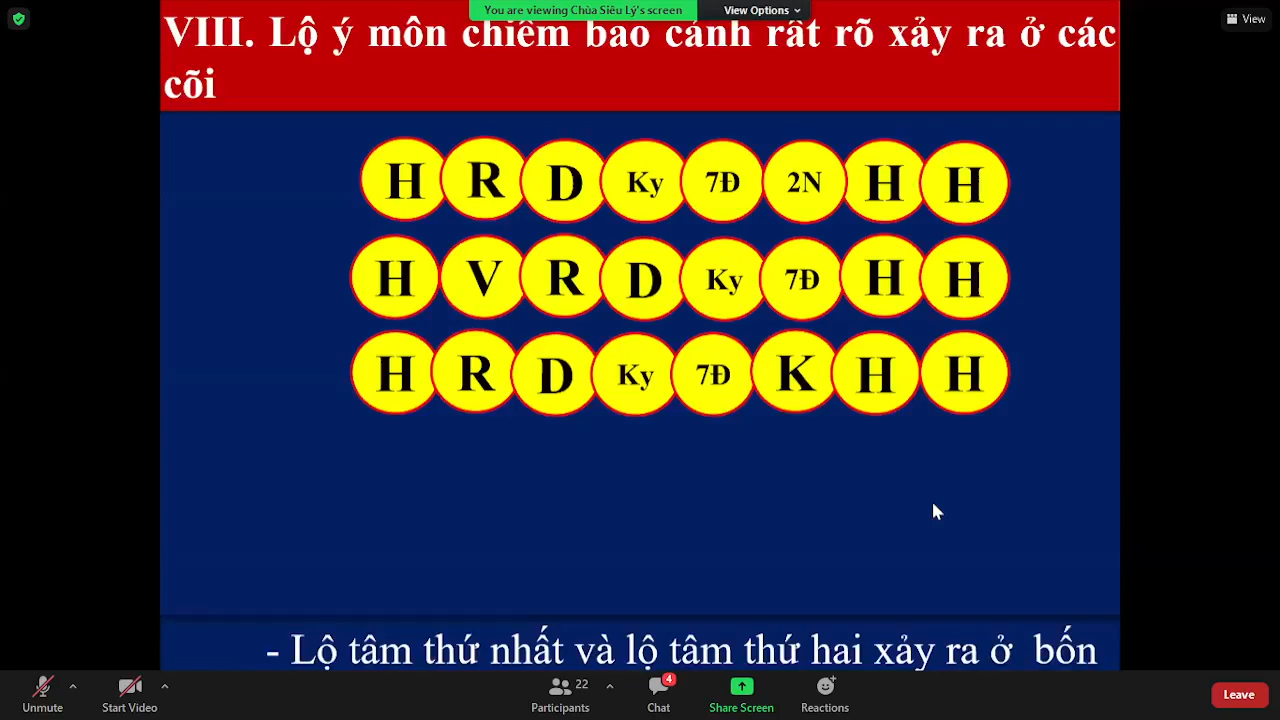 You are viewing Chùa Siêu Lý's screen
View Options
View
VIII. Lộ ý môn chiêm bao cảnh rất rõ xảy ra ở các
cõi
H R D Ky 7Đ 2N H H
H V R D Ky 7Đ H H
H R D Ky 7Đ K H H
- Lộ tâm thứ nhất và lộ tâm thứ hai xảy ra ở bốn
22
4
Unmute
Start Video
Participants
Chat
Share Screen
Reactions
Leave